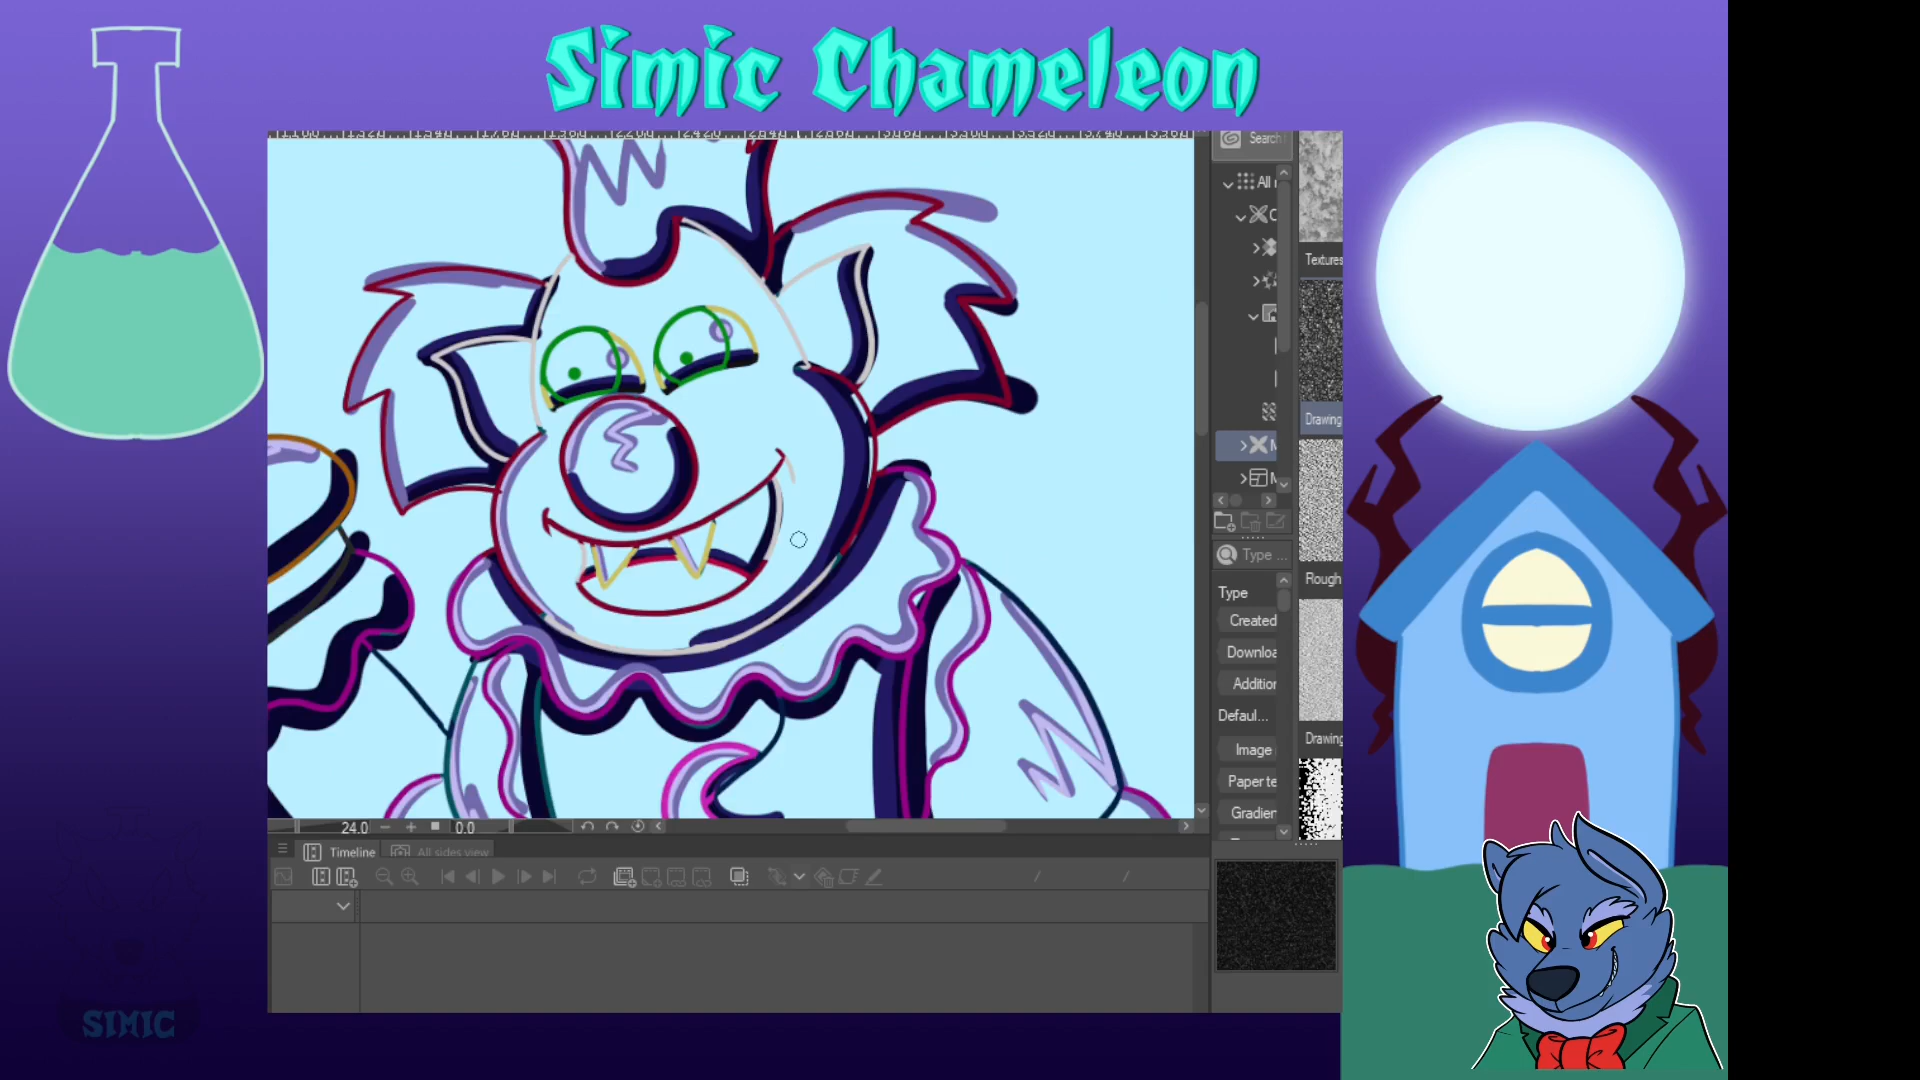 Simic Chameleon
Search
All
C
Textures
Drawing
M
M
Type ...
Rough
Type
Created
Downloa
Additior
Drawing
Defaul...
Image
Paper te
Gradien
24.0
0.0
Timeline
All sides view
SIMIC